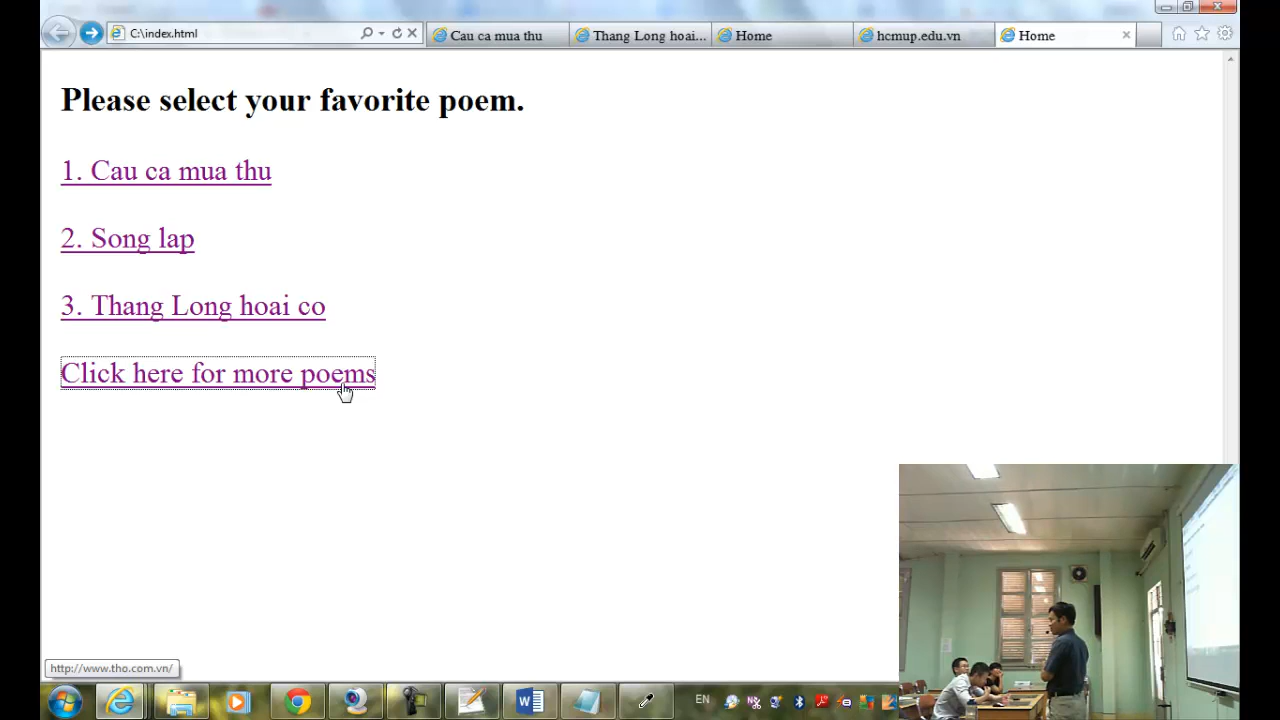 C:\index.html
Cau ca mua thu
Thang Long hoai...
Home
hcmup.edu.vn
Home
Please select your favorite poem.
1. Cau ca mua thu
2. Song lap
3. Thang Long hoai co
Click here for more poems
http://www.tho.com.vn/
EN